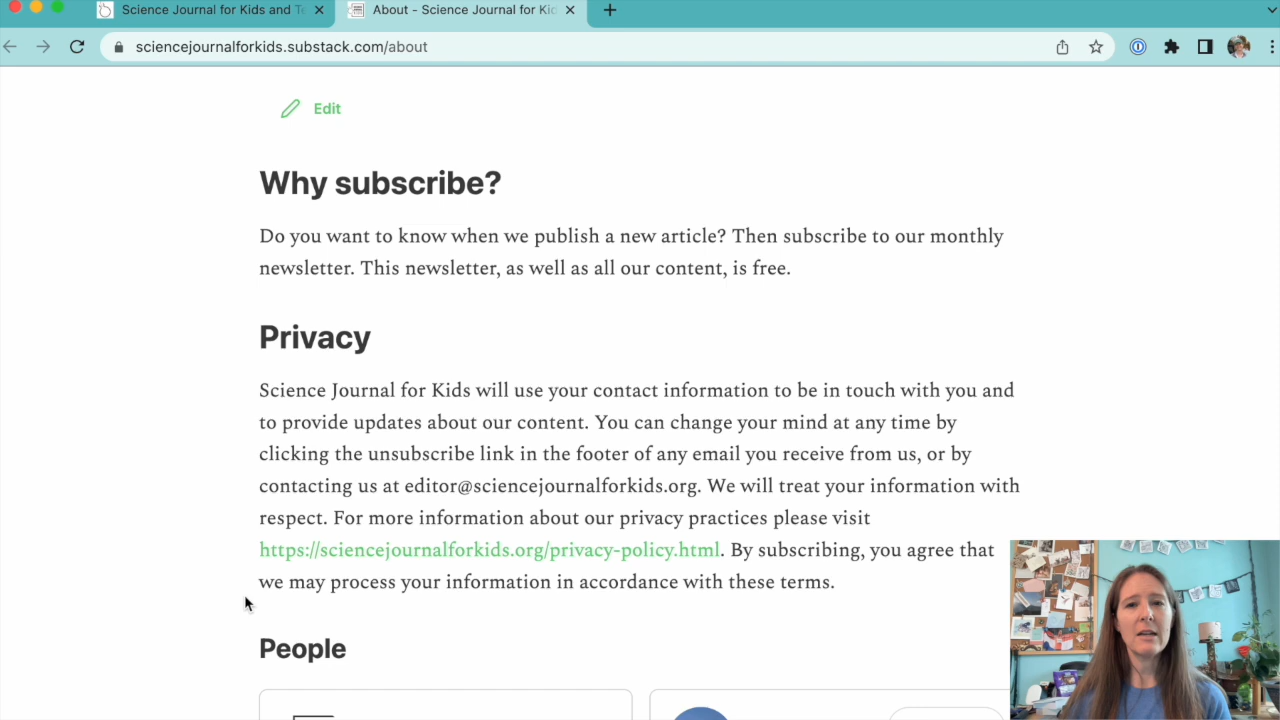 Science Journal for Kids and Te
About - Science Journal for Kid
sciencejournalforkids.substack.com/about
Edit
Why subscribe?
Do you want to know when we publish a new article? Then subscribe to our monthly
newsletter. This newsletter, as well as all our content, is free.
Privacy
Science Journal for Kids will use your contact information to be in touch with you and
to provide updates about our content. You can change your mind at any time by
clicking the unsubscribe link in the footer of any email you receive from us, or by
contacting us at editor@sciencejournalforkids.org. We will treat your information with
respect. For more information about our privacy practices please visit
https://sciencejournalforkids.org/privacy-policy.html. By subscribing, you agree that
we may process your information in accordance with these terms.
People